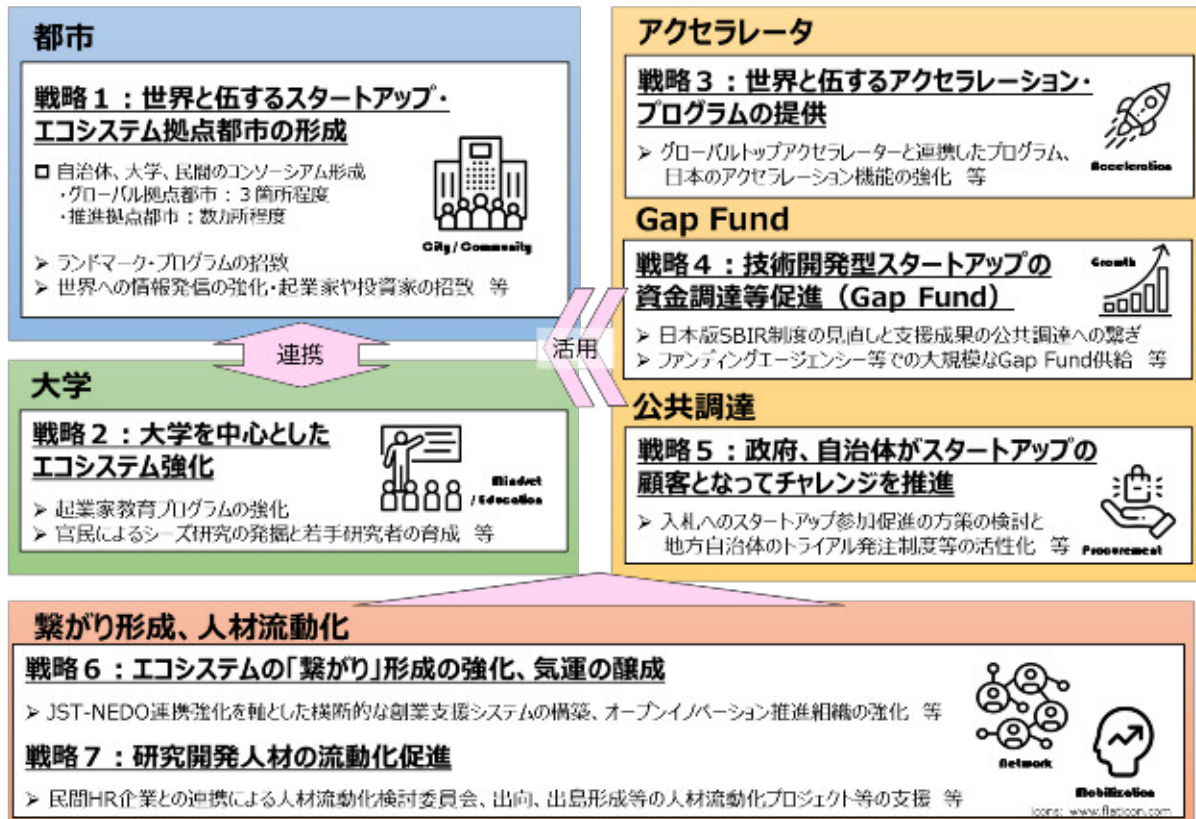 都市
戦略1：世界と伍するスタートアップ・
エコシステム拠点都市の形成
自治体、大学、民間のコンソーシアム形成
・グローバル拠点都市：3箇所程度
・推進拠点都市：数カ所程度
City / Community
➢ ランドマーク・プログラムの招致
➢ 世界への情報発信の強化・起業家や投資家の招致 等
連携
大学
戦略2：大学を中心とした
エコシステム強化
Mindset
/ Education
➢ 起業家教育プログラムの強化
➢ 官民によるシーズ研究の発掘と若手研究者の育成 等
活用
アクセラレータ
戦略3：世界と伍するアクセラレーション・
プログラムの提供
➢ グローバルトップアクセラレーターと連携したプログラム、
日本のアクセラレーション機能の強化 等
Acceleration
Gap Fund
戦略4：技術開発型スタートアップの
資金調達等促進（Gap Fund）
Growth
➢ 日本版SBIR制度の見直しと支援成果の公共調達への繋ぎ
➢ ファンディングエージェンシー等での大規模なGap Fund供給 等
公共調達
戦略5：政府、自治体がスタートアップの
顧客となってチャレンジを推進
➢ 入札へのスタートアップ参加促進の方策の検討と
地方自治体のトライアル発注制度等の活性化 等
Procurement
繋がり形成、人材流動化
戦略6：エコシステムの「繋がり」形成の強化、気運の醸成
➢ JST-NEDO連携強化を軸とした横断的な創業支援システムの構築、オープンイノベーション推進組織の強化 等
戦略7：研究開発人材の流動化促進
Network
➢ 民間HR企業との連携による人材流動化検討委員会、出向、出島形成等の人材流動化プロジェクト等の支援 等
Mobilization
icons: www.flaticon.com